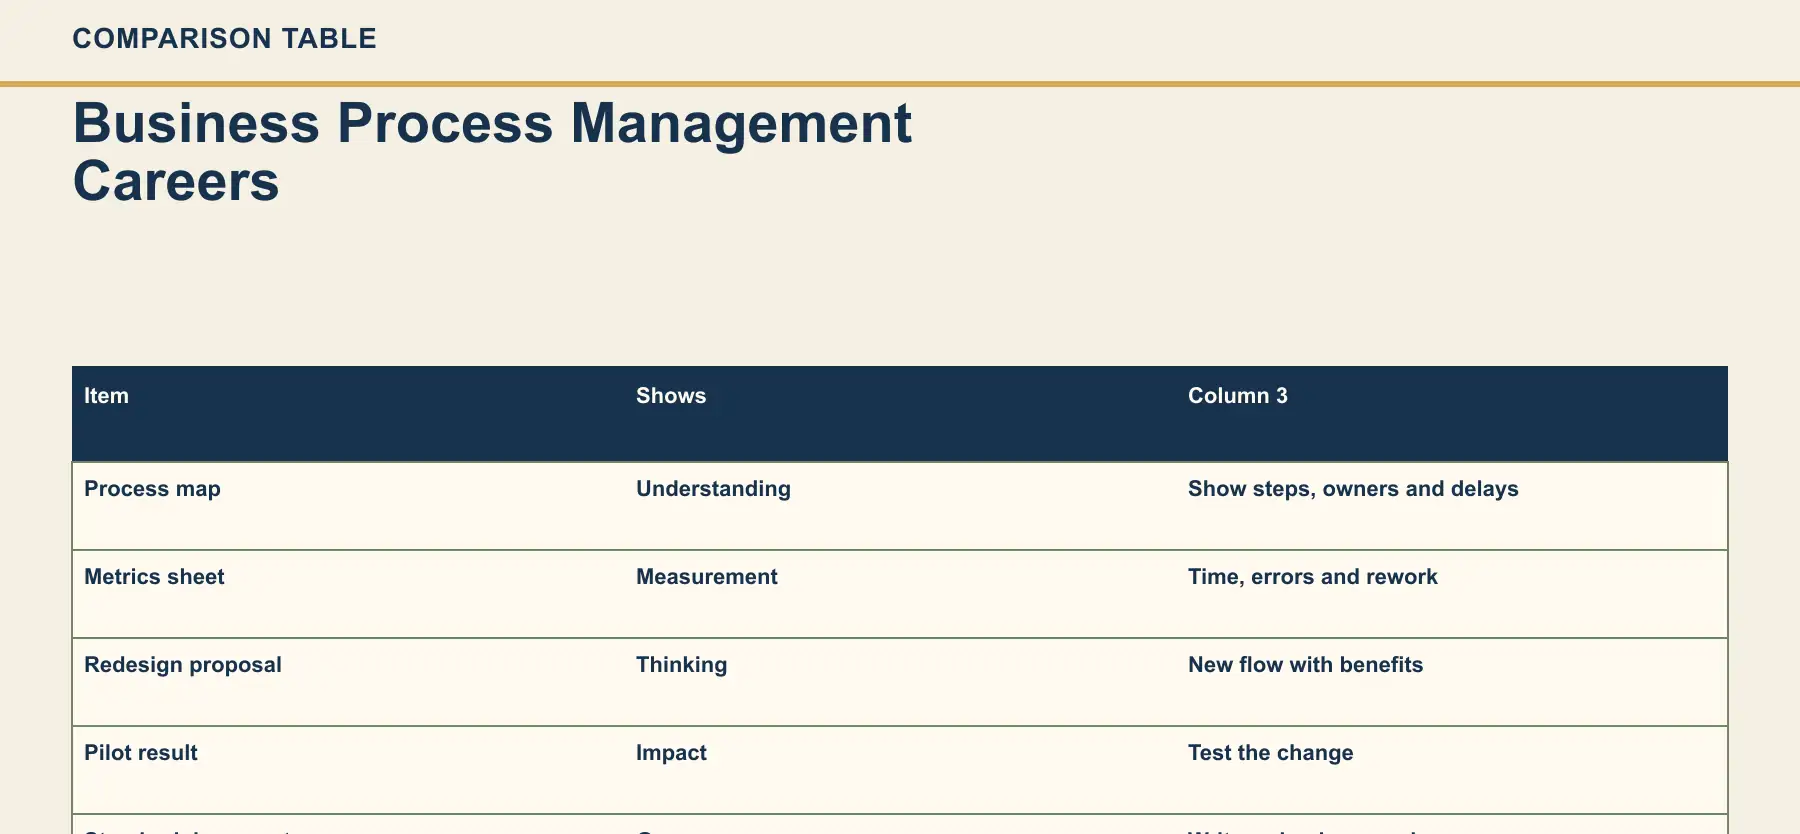 COMPARISON TABLE
Business Process Management
Careers
Item Shows Column 3
Process map Understanding Show steps, owners and delays
Metrics sheet Measurement Time, errors and rework
Redesign proposal Thinking New flow with benefits
Pilot result Impact Test the change